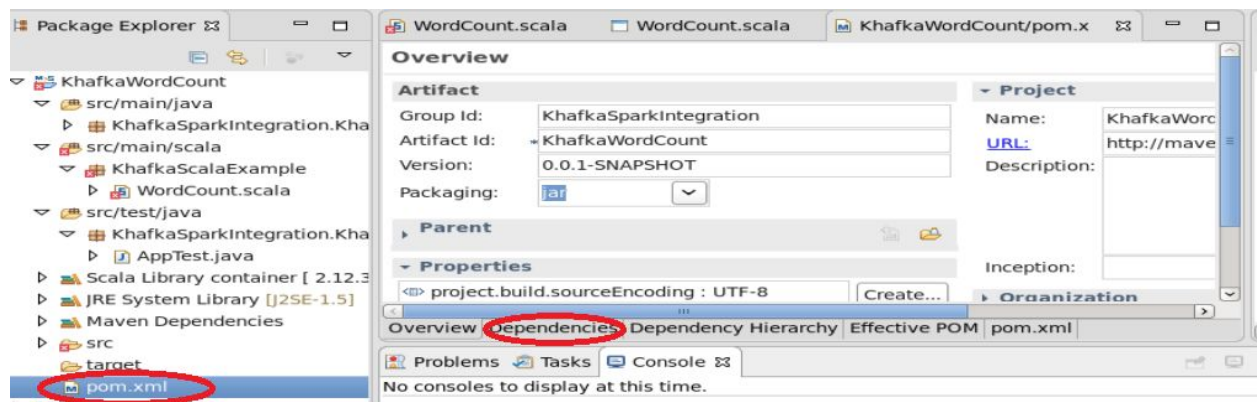 Package Explorer
KhafkaWordCount
src/main/java
KhafkaSparkIntegration.Kha
src/main/scala
KhafkaScalaExample
WordCount.scala
src/test/java
KhafkaSparkIntegration.Kha
AppTest.java
Scala Library container [ 2.12.3
JRE System Library [J2SE-1.5]
Maven Dependencies
src
target
pom.xml
WordCount.scala WordCount.scala KhafkaWordCount/pom.x
Overview
Artifact
Group Id: KhafkaSparkIntegration
Artifact Id: KhafkaWordCount
Version: 0.0.1-SNAPSHOT
Packaging: jar
Parent
Properties
project.build.sourceEncoding : UTF-8 Create...
Project
Name: KhafkaWord
URL: http://mave
Description:
Inception:
Organization
Overview Dependencies Dependency Hierarchy Effective POM pom.xml
Problems Tasks Console
No consoles to display at this time.